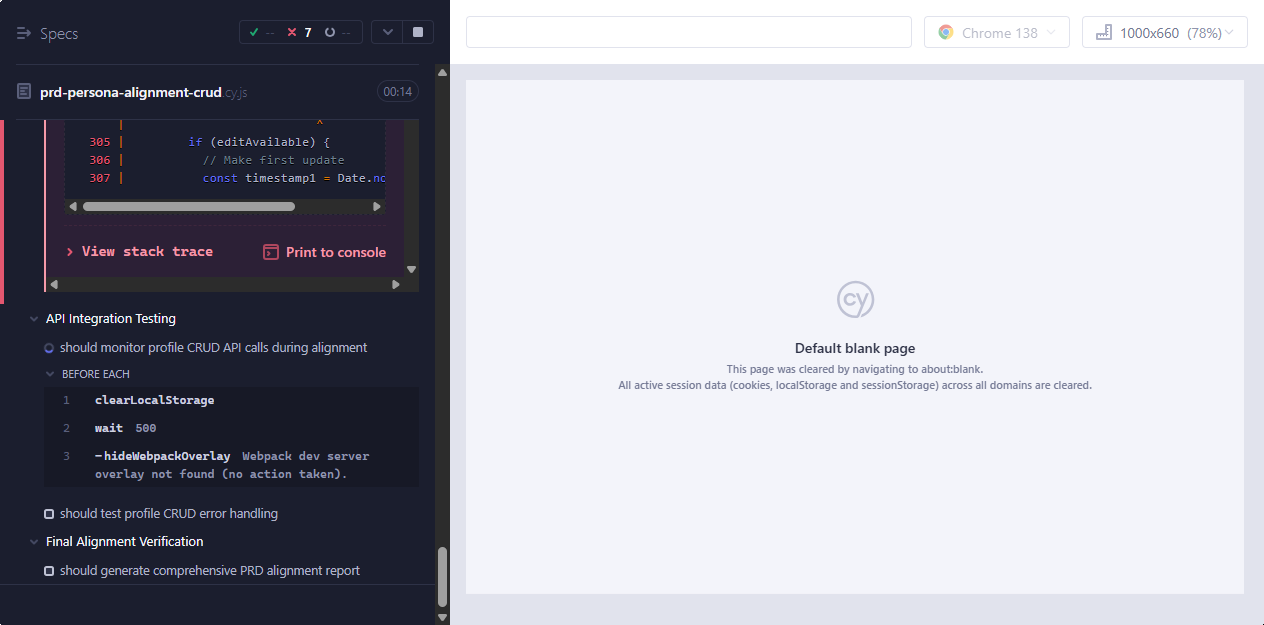 Specs
-- 7 --
Chrome 138
1000x660 (78%)
prd-persona-alignment-crud.cy.js
00:14
| ^
305 | if (editAvailable) {
306 | // Make first update
307 | const timestamp1 = Date.no
View stack trace
Print to console
API Integration Testing
should monitor profile CRUD API calls during alignment
BEFORE EACH
1 clearLocalStorage
2 wait 500
3 -hideWebpackOverlay Webpack dev server
overlay not found (no action taken).
should test profile CRUD error handling
Final Alignment Verification
should generate comprehensive PRD alignment report
cy
Default blank page
This page was cleared by navigating to about:blank.
All active session data (cookies, localStorage and sessionStorage) across all domains are cleared.